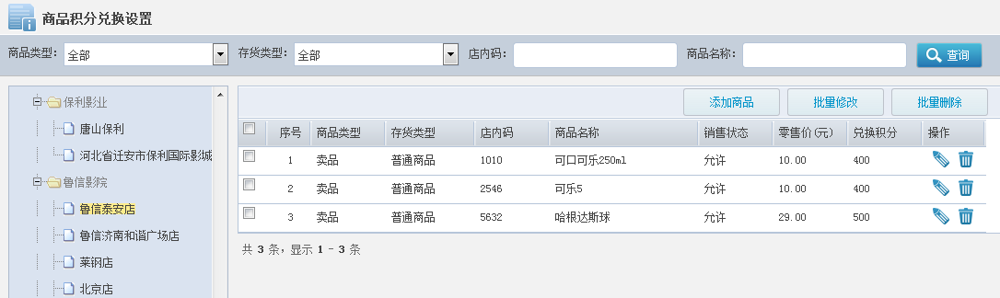 商品积分兑换设置
商品类型: 全部 存货类型: 全部 店内码: 商品名称: 查询
保利影业
唐山保利
河北省迁安市保利国际影城
鲁信影院
鲁信泰安店
鲁信济南和谐广场店
莱钢店
北京店
添加商品 批量修改 批量删除
序号 商品类型 存货类型 店内码 商品名称 销售状态 零售价(元) 兑换积分 操作
1 卖品 普通商品 1010 可口可乐250ml 允许 10.00 400
2 卖品 普通商品 2546 可乐5 允许 10.00 400
3 卖品 普通商品 5632 哈根达斯球 允许 29.00 500
共 3 条，显示 1 - 3 条